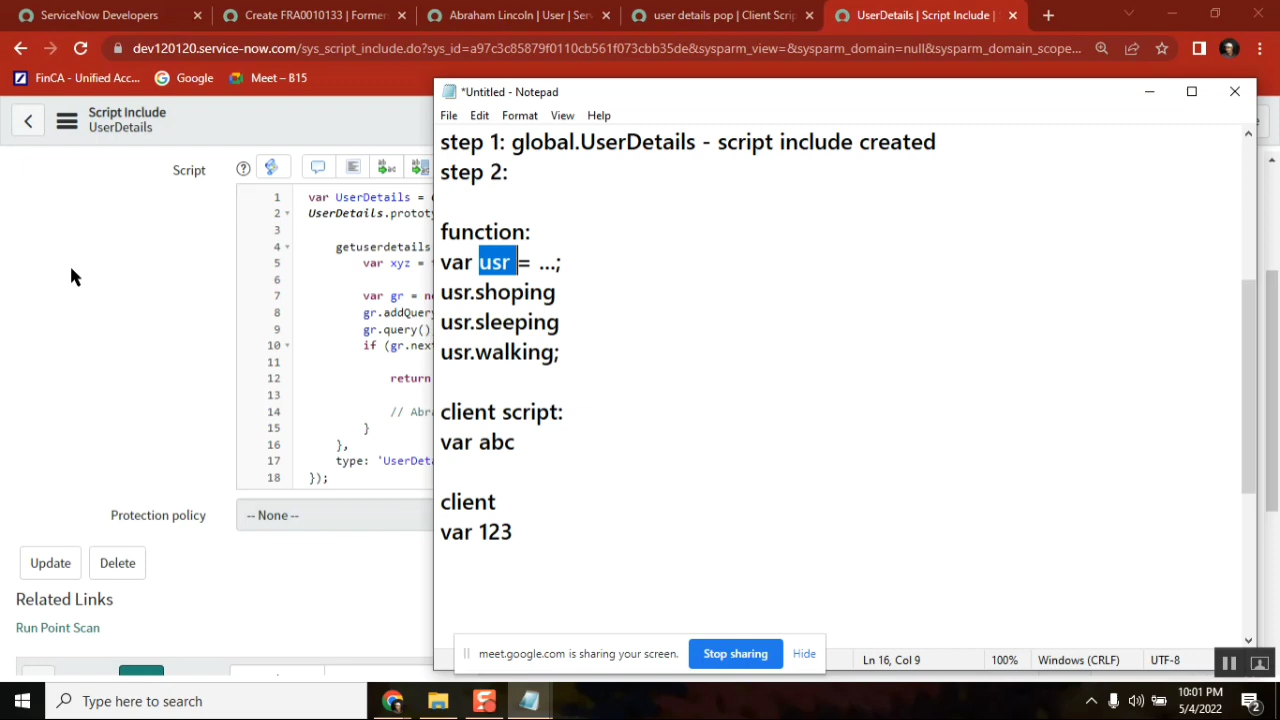 ServiceNow Developers
Create FRA0010133 | Former
Abraham Lincoln | User | Serv
user details pop | Client Scrip
UserDetails | Script Include |
dev120120.service-now.com/sys_script_include.do?sys_id=a97c3c85879f0110cb561f073cbb35de&sysparm_view=&sysparm_domain=null&sysparm_domain_scope...
FinCA - Unified Acc...
Google
Meet – B15
Script Include
UserDetails
Script
1 var UserDetails =
2 UserDetails.protot
3
4 getuserdetails
5 var xyz =
6
7 var gr = ne
8 gr.addQuer
9 gr.query()
10 if (gr.nex
11
12 return
13
14 // Abr
15 }
16 },
17 type: 'UserDet
18 });
Protection policy
-- None --
Update
Delete
Related Links
Run Point Scan
*Untitled - Notepad
File Edit Format View Help
step 1: global.UserDetails - script include created
step 2:
function:
var usr = ...;
usr.shoping
usr.sleeping
usr.walking;
client script:
var abc
client
var 123
meet.google.com is sharing your screen.
Stop sharing
Hide
Ln 16, Col 9
100%
Windows (CRLF)
UTF-8
Type here to search
10:01 PM
5/4/2022
2